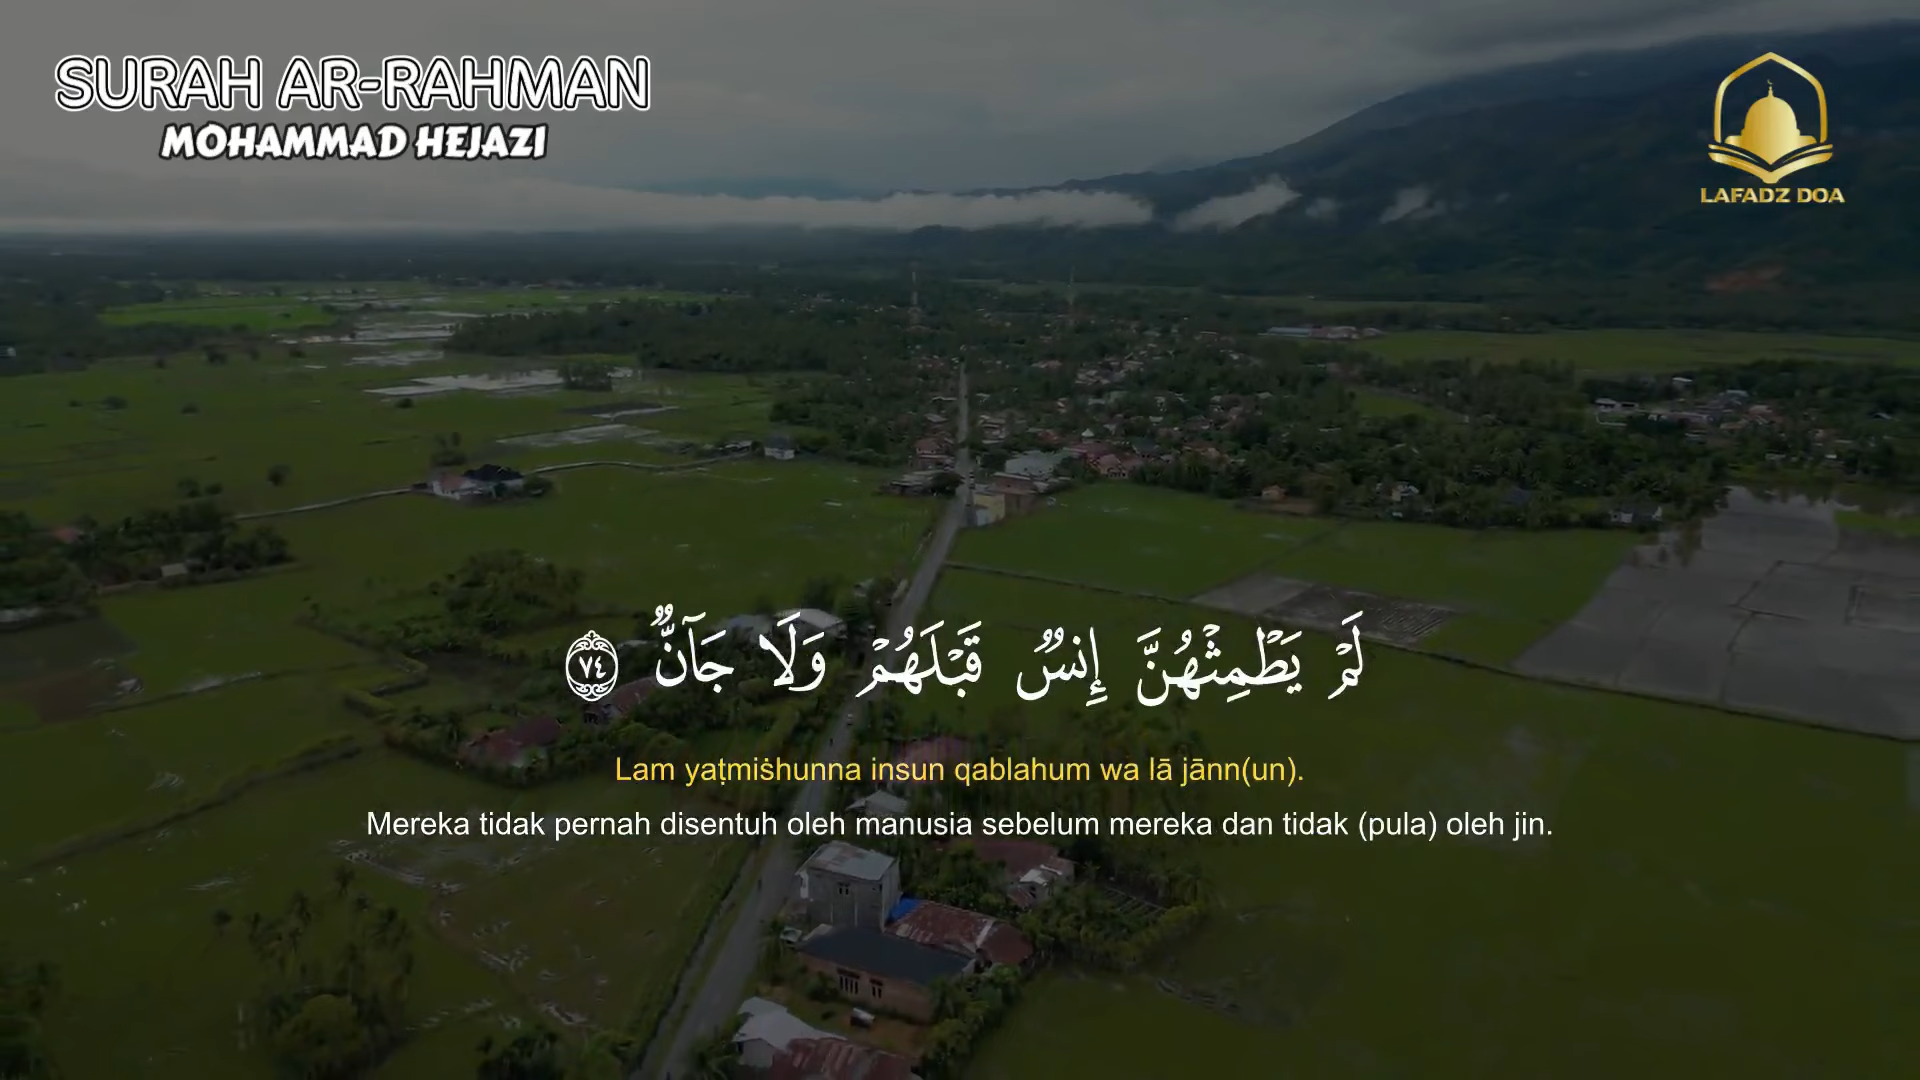 SURAH AR-RAHMAN
MOHAMMAD HEJAZI
LAFADZ DOA
لَمْ يَطْمِثْهُنَّ إِنسٌ قَبْلَهُمْ وَلَا جَآنٌّ ٧٤
Lam yaṭmiṡhunna insun qablahum wa lā jānn(un).
Mereka tidak pernah disentuh oleh manusia sebelum mereka dan tidak (pula) oleh jin.